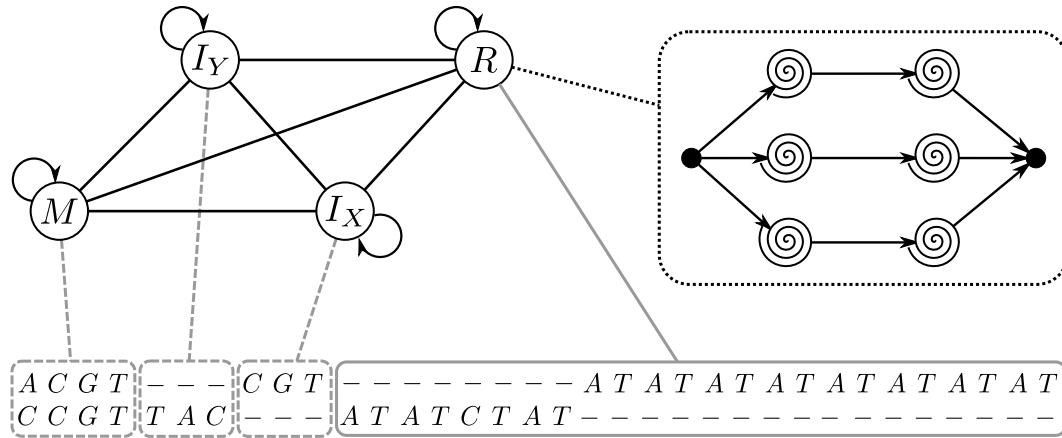 I_Y R
M I_X
A C G T − − − C G T − − − − − − − − A T A T A T A T A T A T A T A T
C C G T T A C − − − A T A T C T A T − − − − − − − − − − − − − − − −